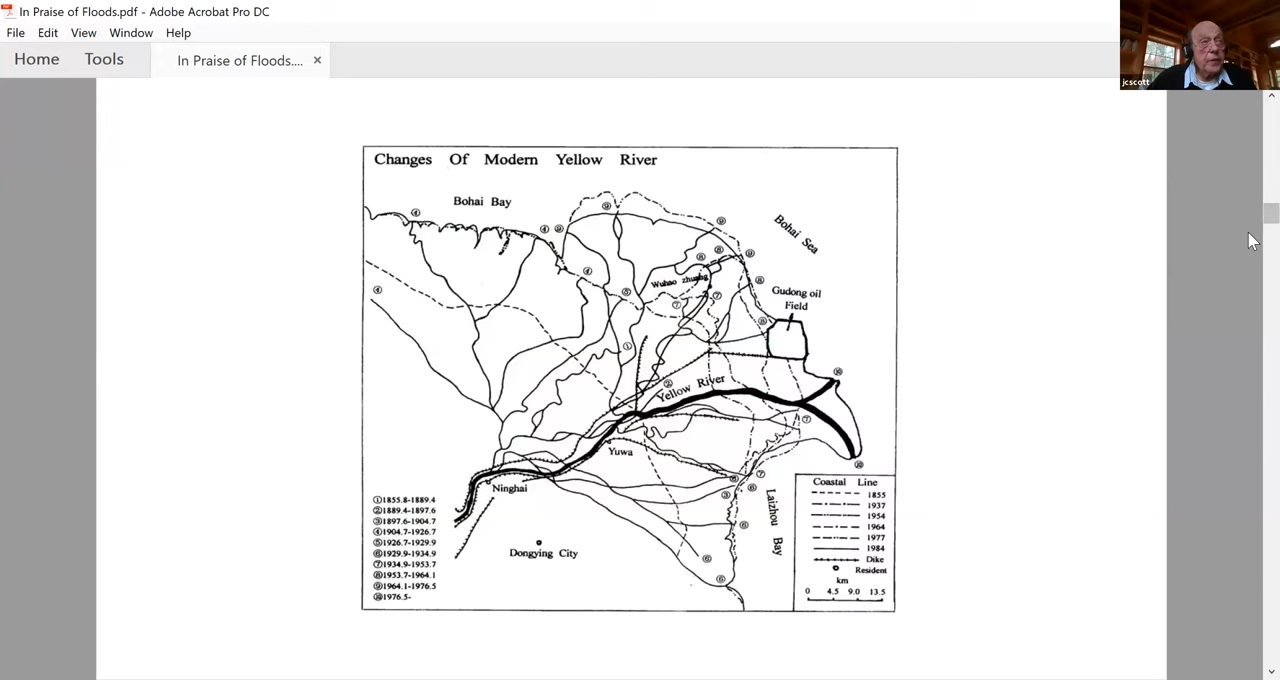 In Praise of Floods.pdf - Adobe Acrobat Pro DC
File Edit View Window Help
Home Tools In Praise of Floods.... ×
jcscott
Changes Of Modern Yellow River
Bohai Bay
Bohai Sea
Wuhao zhuang
Gudong oil
Field
Yellow River
Yuwa
Ninghai
Laizhou Bay
Dongying City
①1855.8-1889.4
②1889.4-1897.6
③1897.6-1904.7
④1904.7-1926.7
⑤1926.7-1929.9
⑥1929.9-1934.9
⑦1934.9-1953.7
⑧1953.7-1964.1
⑨1964.1-1976.5
⑩1976.5-
Coastal Line
1855
1937
1954
1964
1977
1984
Dike
Resident
km
0 4.5 9.0 13.5